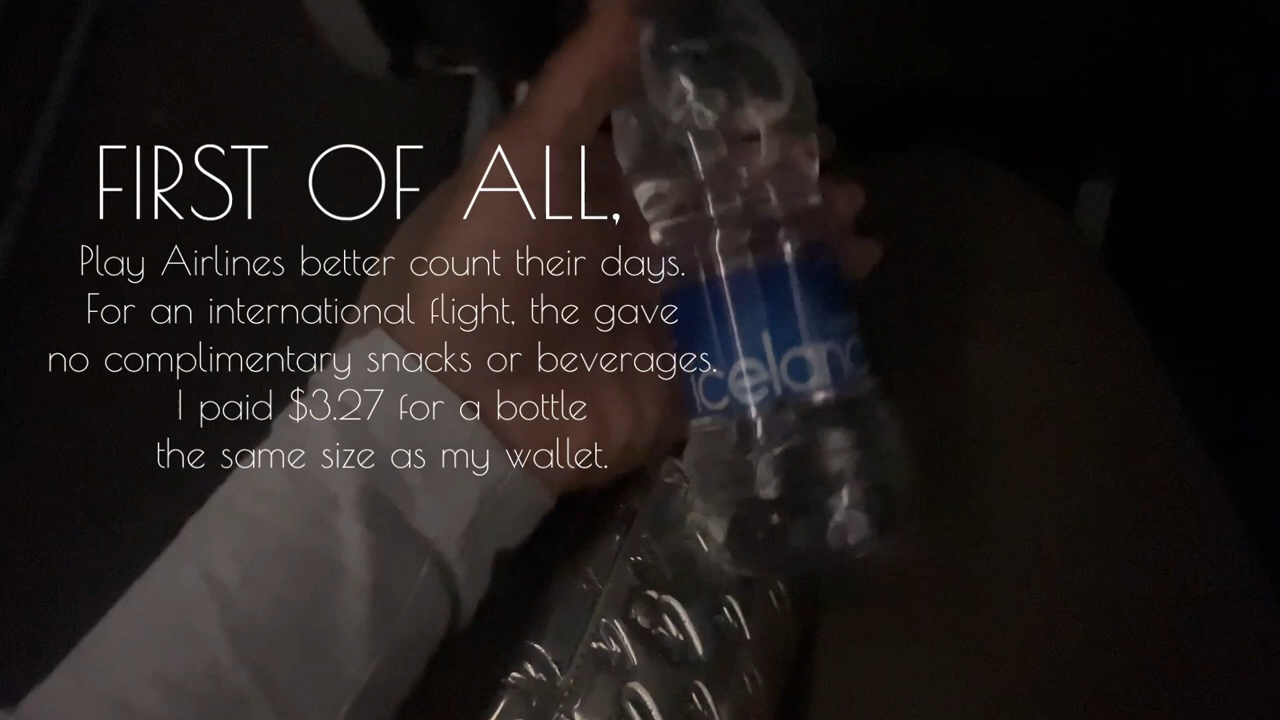 FIRST OF ALL,
Play Airlines better count their days.
For an international flight, the gave
no complimentary snacks or beverages.
I paid $3.27 for a bottle
the same size as my wallet.
iceland